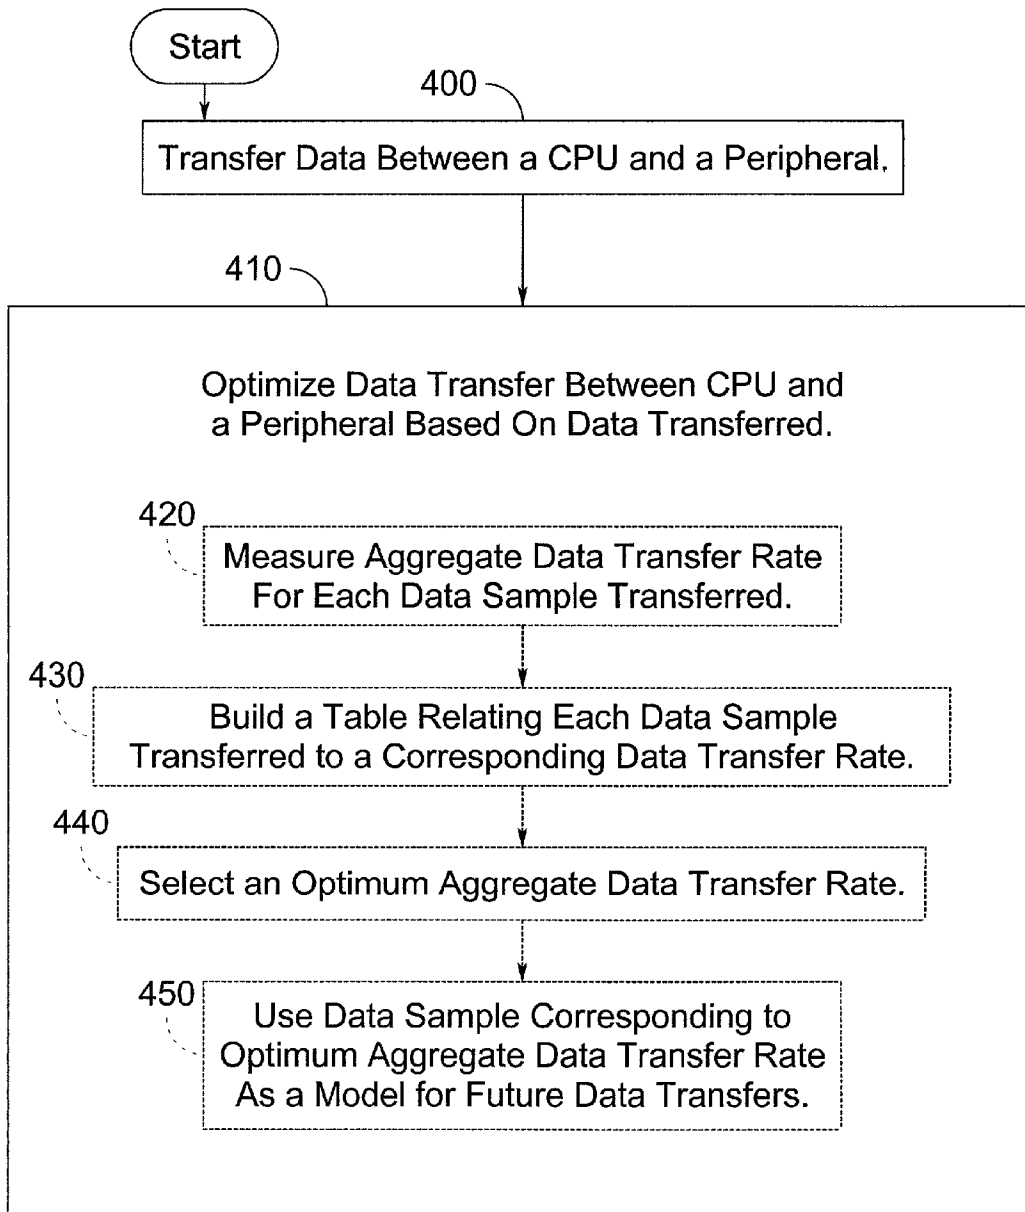 Start
400
Transfer Data Between a CPU and a Peripheral.
410
Optimize Data Transfer Between CPU and
a Peripheral Based On Data Transferred.
420
Measure Aggregate Data Transfer Rate
For Each Data Sample Transferred.
430
Build a Table Relating Each Data Sample
Transferred to a Corresponding Data Transfer Rate.
440
Select an Optimum Aggregate Data Transfer Rate.
450
Use Data Sample Corresponding to
Optimum Aggregate Data Transfer Rate
As a Model for Future Data Transfers.